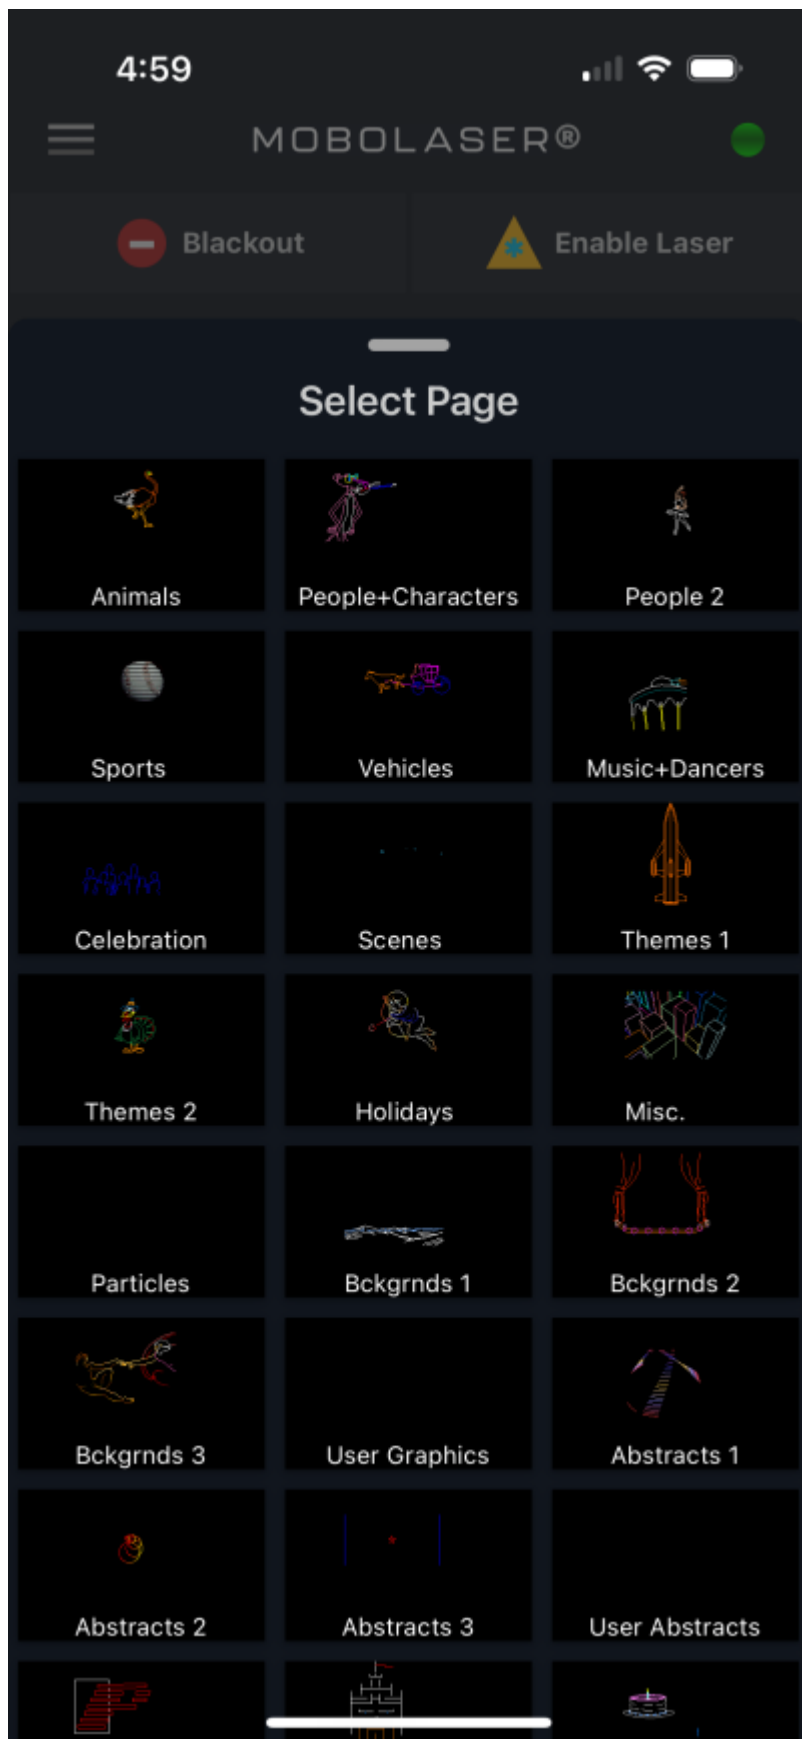 4:59
MOBOLASER®
Blackout Enable Laser
Select Page
Animals People+Characters People 2
Sports Vehicles Music+Dancers
Celebration Scenes Themes 1
Themes 2 Holidays Misc.
Particles Bckgrnds 1 Bckgrnds 2
Bckgrnds 3 User Graphics Abstracts 1
Abstracts 2 Abstracts 3 User Abstracts